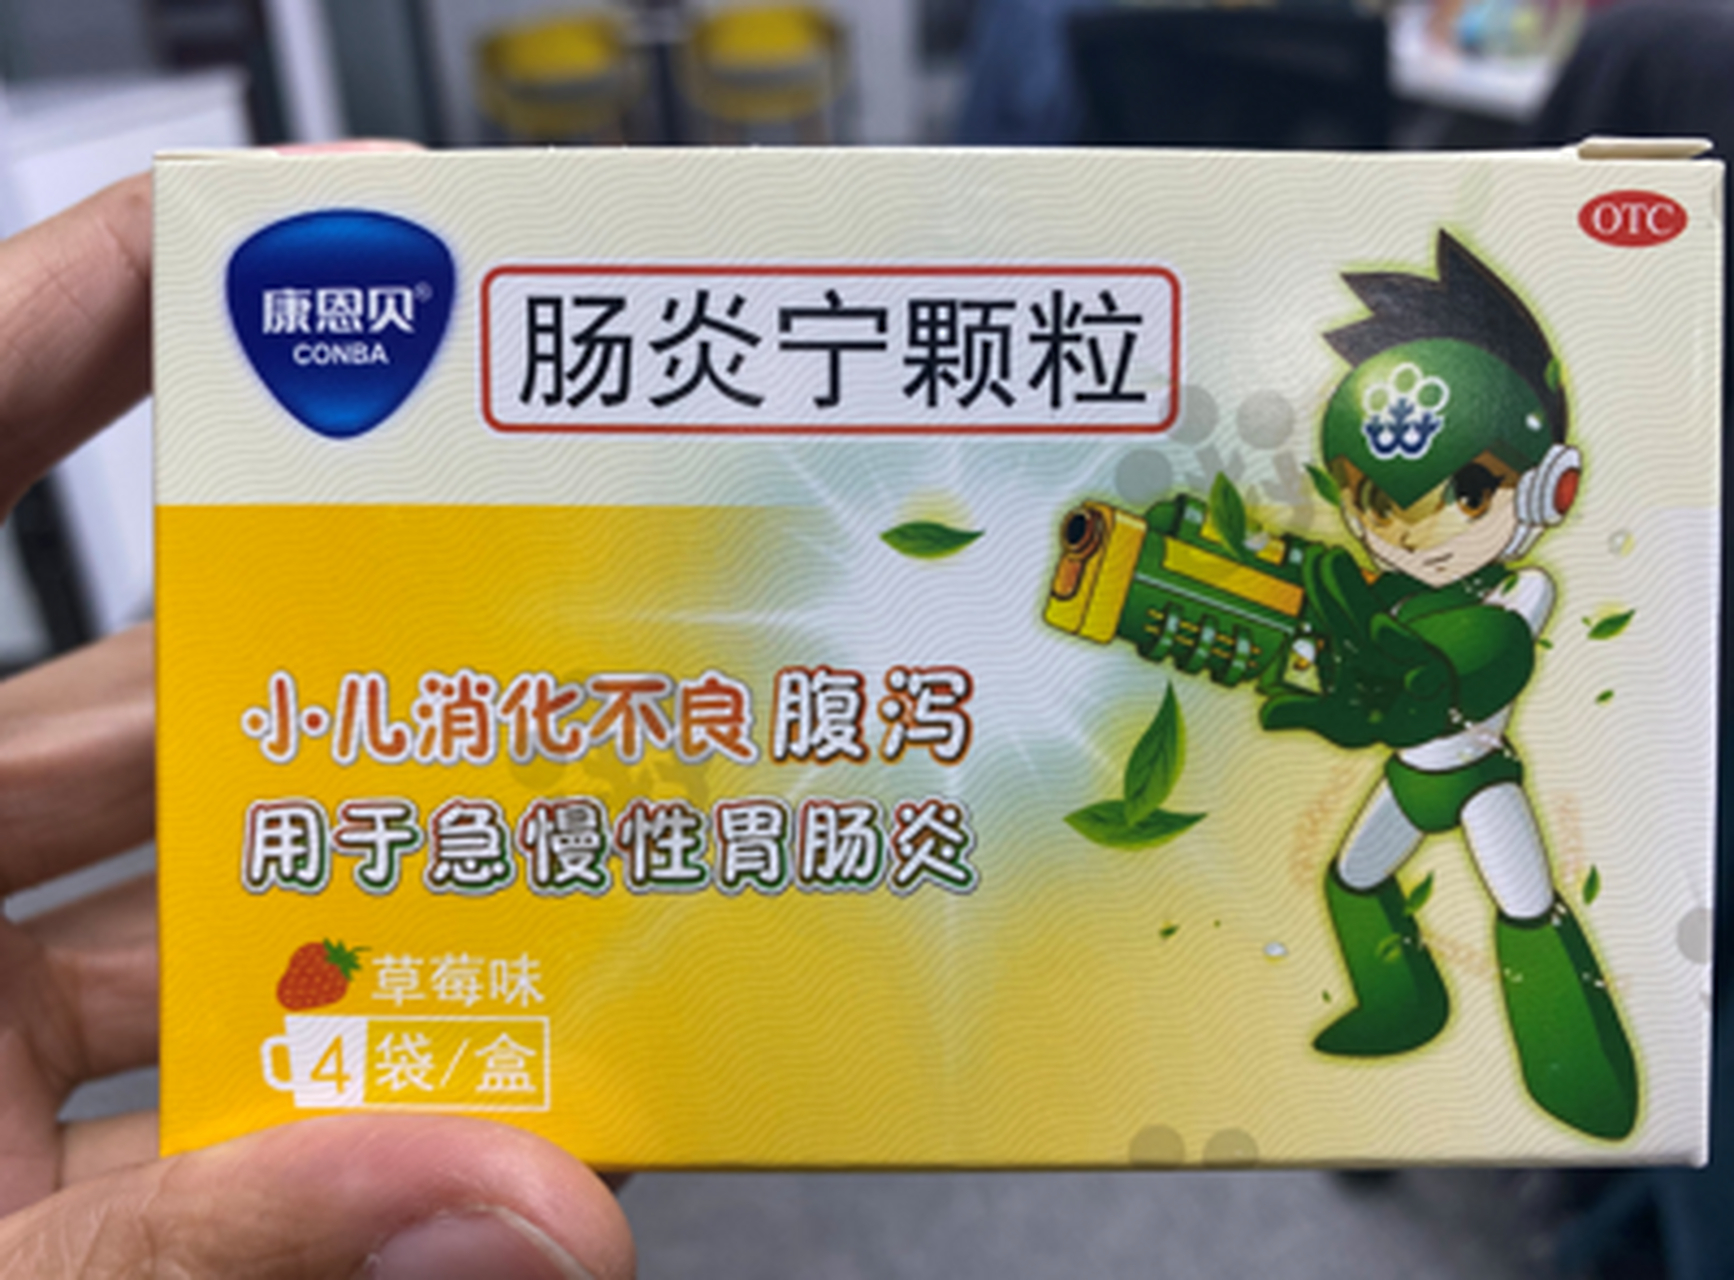 OTC
康恩贝®
CONBA
肠炎宁颗粒
小儿消化不良腹泻
用于急慢性胃肠炎
草莓味
4袋/盒